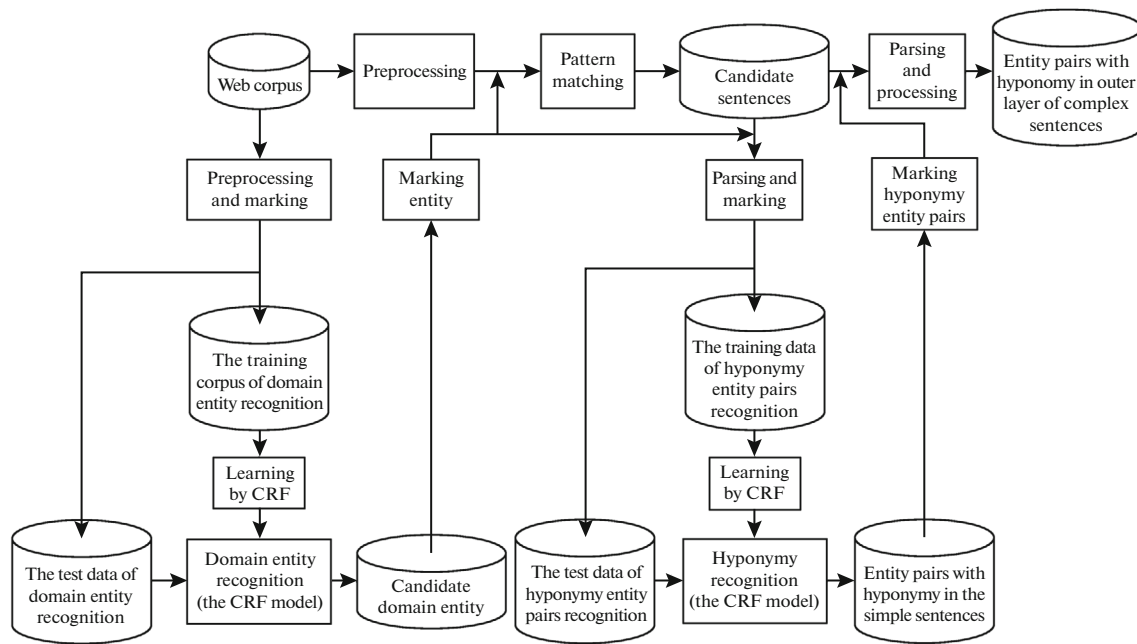 Web corpus
Preprocessing
Pattern
matching
Candidate
sentences
Parsing
and
processing
Entity pairs with
hyponomy in outer
layer of complex
sentences
Preprocessing
and marking
Marking
entity
Parsing and
marking
Marking
hyponymy
entity pairs
The training
corpus of domain
entity recognition
The training data
of hyponymy
entity pairs
recognition
Learning
by CRF
Learning
by CRF
The test data of
domain entity
recognition
Domain entity
recognition
(the CRF model)
Candidate
domain entity
The test data of
hyponymy entity
pairs recognition
Hyponymy
recognition
(the CRF model)
Entity pairs with
hyponymy in the
simple sentences